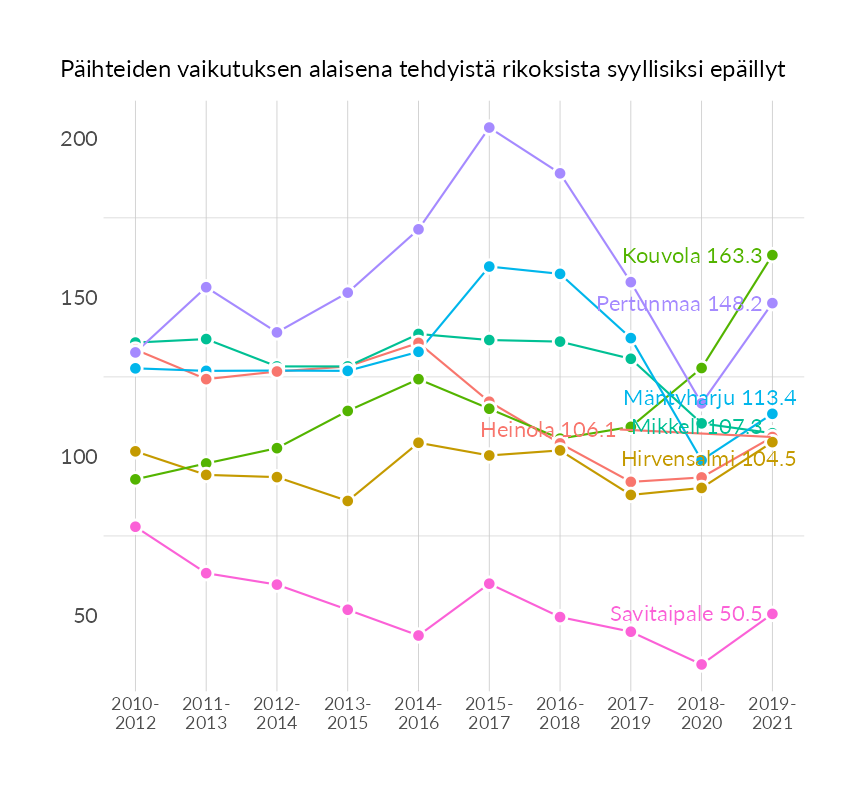 Päihteiden vaikutuksen alaisena tehdyistä rikoksista syyllisiksi epäillyt
200
150
100
50
Kouvola 163.3
Pertunmaa 148.2
Mäntyharju 113.4
Mikkeli 107.3
Heinola 106.1
Hirvensalmi 104.5
Savitaipale 50.5
2010-2012
2011-2013
2012-2014
2013-2015
2014-2016
2015-2017
2016-2018
2017-2019
2018-2020
2019-2021